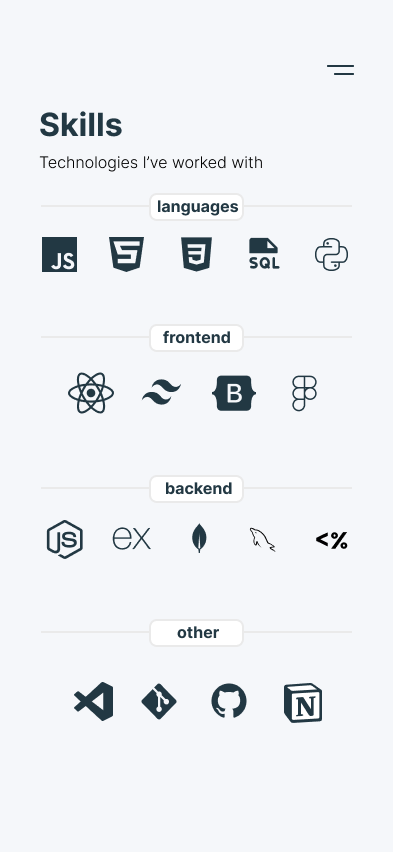 Skills
Technologies I’ve worked with
languages
JS
SQL
frontend
B
backend
JS ex <%
other
N